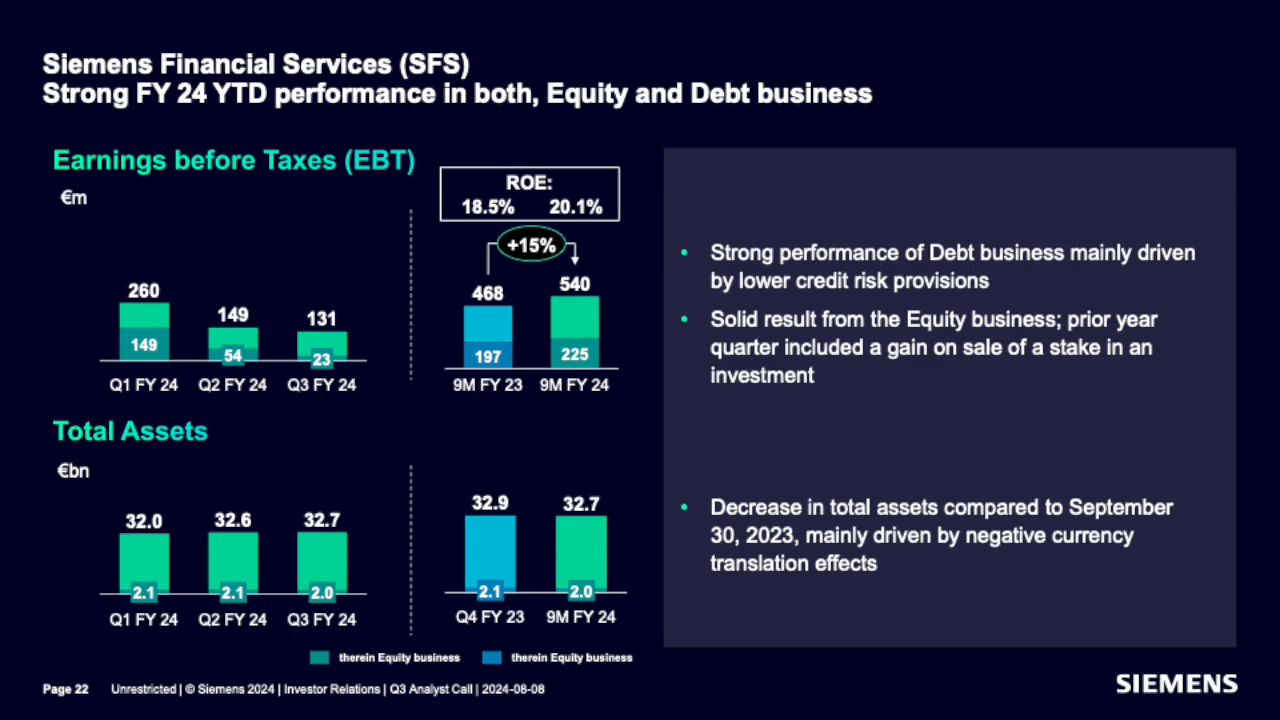 Siemens Financial Services (SFS)
Strong FY 24 YTD performance in both, Equity and Debt business
Earnings before Taxes (EBT)
€m
260
149
149
54
131
23
Q1 FY 24 Q2 FY 24 Q3 FY 24
ROE:
18.5% 20.1%
+15%
468
197
540
225
9M FY 23 9M FY 24
Total Assets
€bn
32.0 32.6 32.7
2.1 2.1 2.0
Q1 FY 24 Q2 FY 24 Q3 FY 24
32.9 32.7
2.1 2.0
Q4 FY 23 9M FY 24
therein Equity business therein Equity business
• Strong performance of Debt business mainly driven
by lower credit risk provisions
• Solid result from the Equity business; prior year
quarter included a gain on sale of a stake in an
investment
• Decrease in total assets compared to September
30, 2023, mainly driven by negative currency
translation effects
Page 22 Unrestricted | © Siemens 2024 | Investor Relations | Q3 Analyst Call | 2024-08-08
SIEMENS